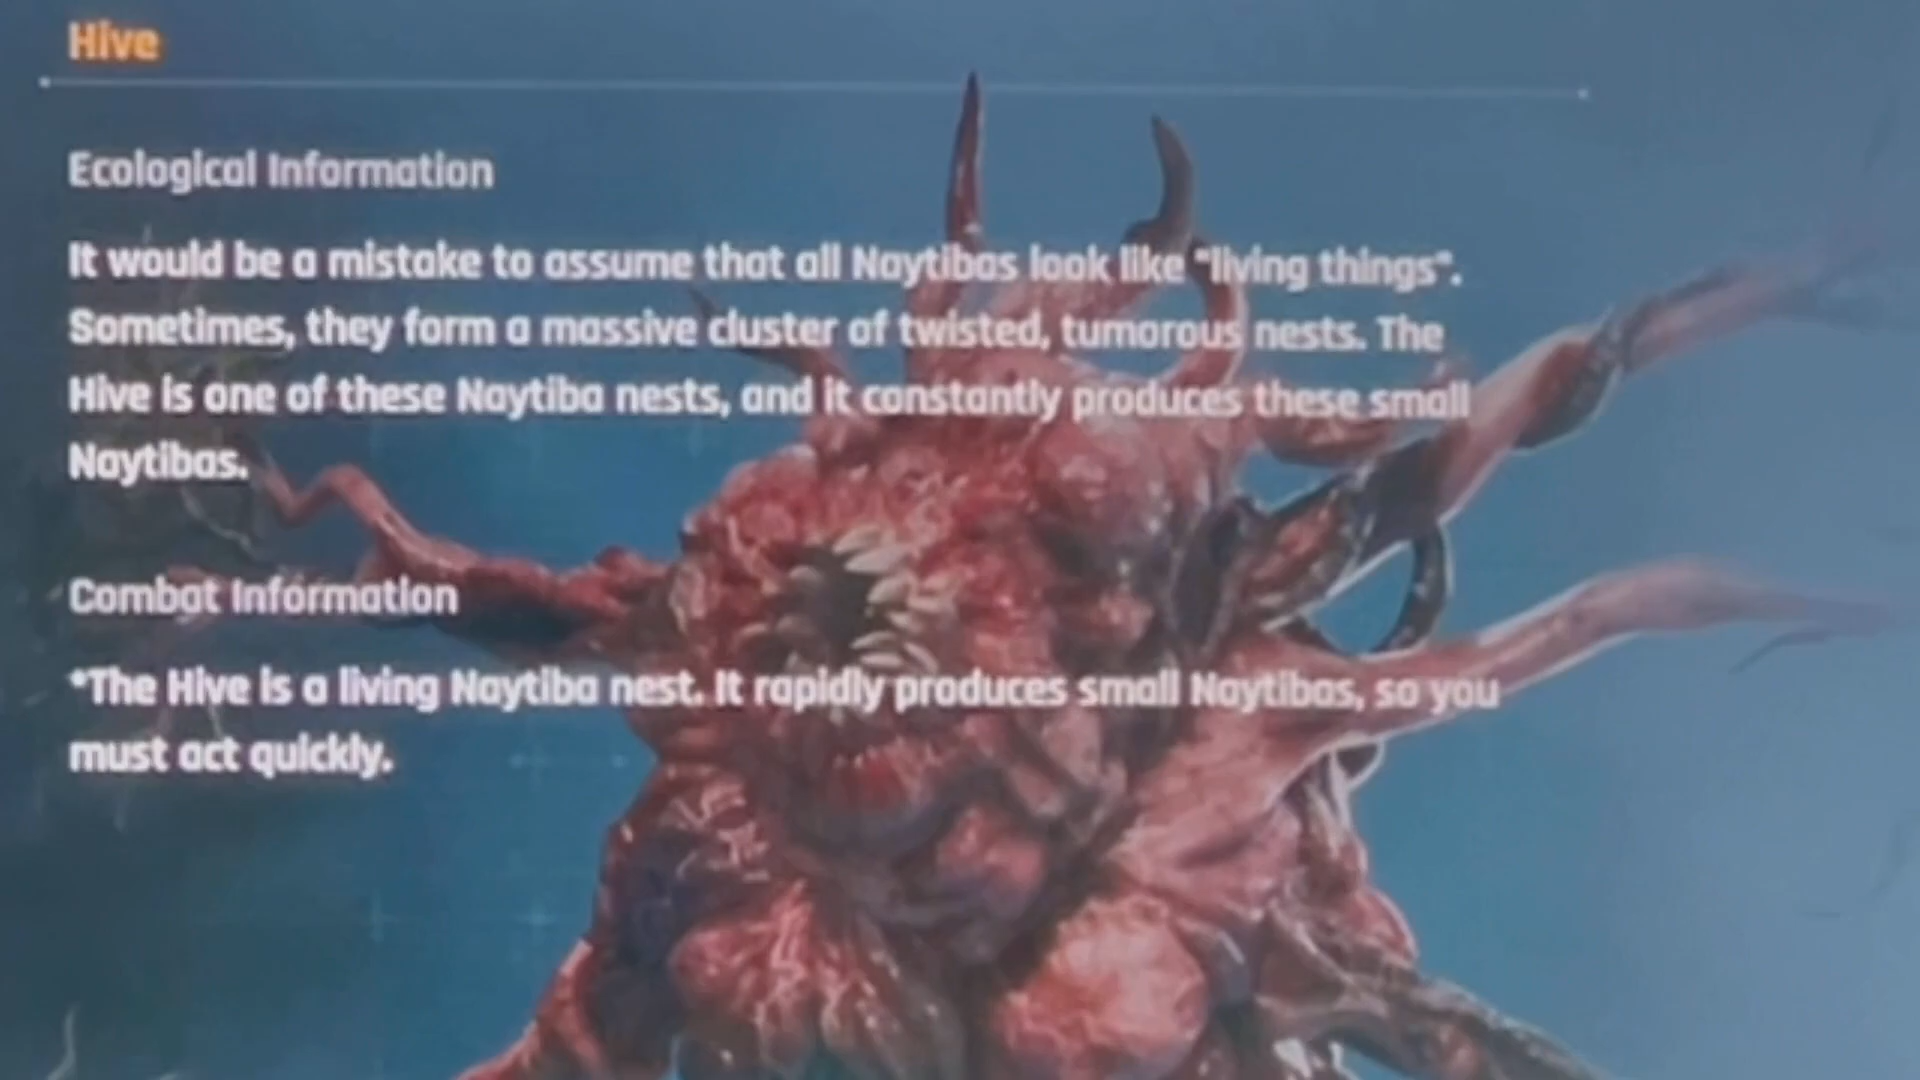 Hive
Ecological Information
It would be a mistake to assume that all Naytibas look like "living things".
Sometimes, they form a massive cluster of twisted, tumorous nests. The
Hive is one of these Naytiba nests, and it constantly produces these small
Naytibas.
Combat Information
*The Hive is a living Naytiba nest. It rapidly produces small Naytibas, so you
must act quickly.